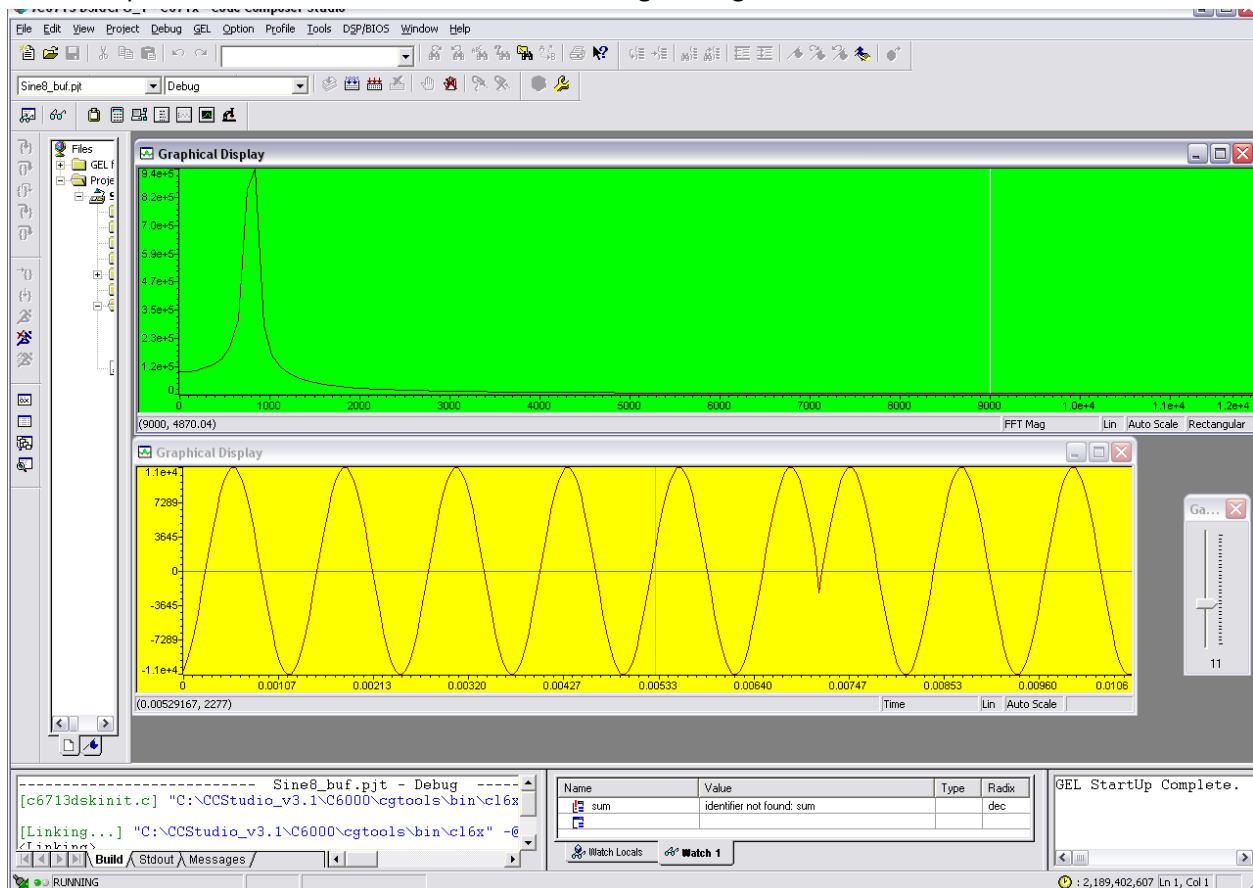 File Edit View Project Debug GEL Option Profile Tools DSP/BIOS Window Help
Sine8_buf.pjt Debug
Files
GEL f
Proje
Graphical Display
9.4e+5
8.2e+5
7.0e+5
5.9e+5
4.7e+5
3.5e+5
2.3e+5
1.2e+5
0
0 1000 2000 3000 4000 5000 6000 7000 8000 9000 1.0e+4 1.1e+4 1.2e+4
(9000, 4870.04) FFT Mag Lin Auto Scale Rectangular
Graphical Display
1.1e+4
7289
3645
0
-3645
-7289
-1.1e+4
0 0.00107 0.00213 0.00320 0.00427 0.00533 0.00640 0.00747 0.00853 0.00960 0.0106
(0.00529167, 2277) Time Lin Auto Scale
Ga...
11
-------------------------- Sine8_buf.pjt - Debug -----
[c6713dskinit.c] "C:\CCStudio_v3.1\C6000\cgtools\bin\cl6x
[Linking...] "C:\CCStudio_v3.1\C6000\cgtools\bin\cl6x" -@
<Linking>
Build Stdout Messages
Name Value Type Radix
sum identifier not found: sum dec
Watch Locals Watch 1
GEL StartUp Complete.
RUNNING : 2,189,402,607 Ln 1, Col 1